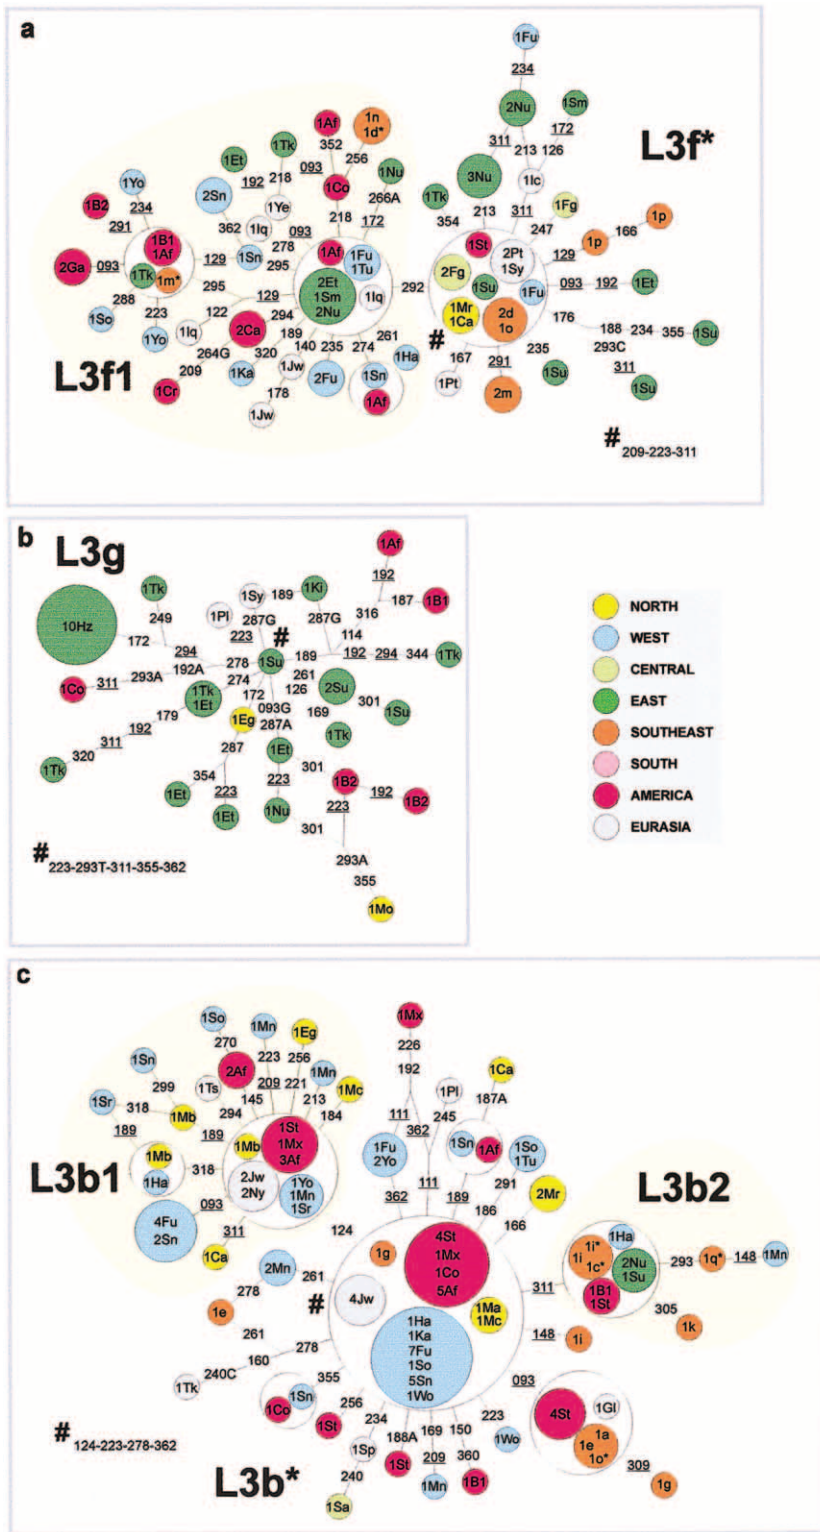 a
L3f*
L3f1
1Fu
234
2Nu
1Sm
172
311
213
126
3Nu
1Ic
1Tk
354
213
311
247
1Fg
1St
2Pt
1Sy
2Fg
1Su
1Fu
1Mr
1Ca
2d
1o
#
129
1p
166
1p
093
192
1Et
176
188
234
355
1Su
293C
311
1Su
235
1Su
167
1Pt
291
2m
292
#
209-223-311
1Af
1n
1d*
352
093
256
1Co
1Nu
266A
218
172
1Tk
1Et
192
218
1Ye
1Iq
093
278
295
2Sn
362
1Sn
129
1Yo
234
1B2
291
1B1
1Af
2Ga
093
1Tk
1m*
288
1So
223
1Yo
295
129
122
1Iq
294
2Ca
264G
209
1Cr
189
320
1Ka
140
1Jw
178
1Jw
235
2Fu
274
261
1Ha
1Sn
1Af
1Af
1Fu
1Tu
2Et
1Sm
2Nu
1Iq
b
L3g
10Hz
172
1Tk
249
294
1Co
311
293A
192A
278
1Pl
1Sy
189
1Ki
223
287G
287G
#
1Su
189
192
294
344
1Tk
114
316
187
1B1
192
1Af
261
126
2Su
301
1Su
169
1Tk
274
1Tk
1Et
179
192
311
320
1Tk
172
1Eg
287
354
1Et
223
1Et
093G
287A
1Et
301
223
1Nu
301
1B2
192
1B2
223
293A
355
1Mo
#
223-293T-311-355-362
NORTH
WEST
CENTRAL
EAST
SOUTHEAST
SOUTH
AMERICA
EURASIA
c
L3b1
1So
270
1Mn
1Eg
2Af
223
256
1Mn
1Sn
299
1Ts
209
221
213
1Mc
145
184
294
1Sr
318
1Mb
189
189
1Mb
1Ha
318
1Mb
1St
1Mx
3Af
2Jw
2Ny
1Yo
1Mn
1Sr
093
4Fu
2Sn
311
1Ca
124
1Mx
226
192
111
362
1Fu
2Yo
362
111
1Pl
245
1Sn
1Af
189
1Ca
187A
1So
1Tu
291
186
2Mr
166
L3b2
1Ha
1i*
1i
1c*
2Nu
1Su
1B1
1St
311
293
1q*
148
1Mn
305
1k
148
1i
1g
4St
1Mx
1Co
5Af
4Jw
1Ma
1Mc
1Ha
1Ka
7Fu
1So
5Sn
1Wo
#
2Mn
261
278
1e
261
278
160
240C
1Tk
355
1Sn
1Co
256
1St
234
1Sp
240
1Sa
188A
1St
169
209
1Mn
150
360
1B1
223
1Wo
093
4St
1Gl
1a
1e
1o*
309
1g
L3b*
#
124-223-278-362